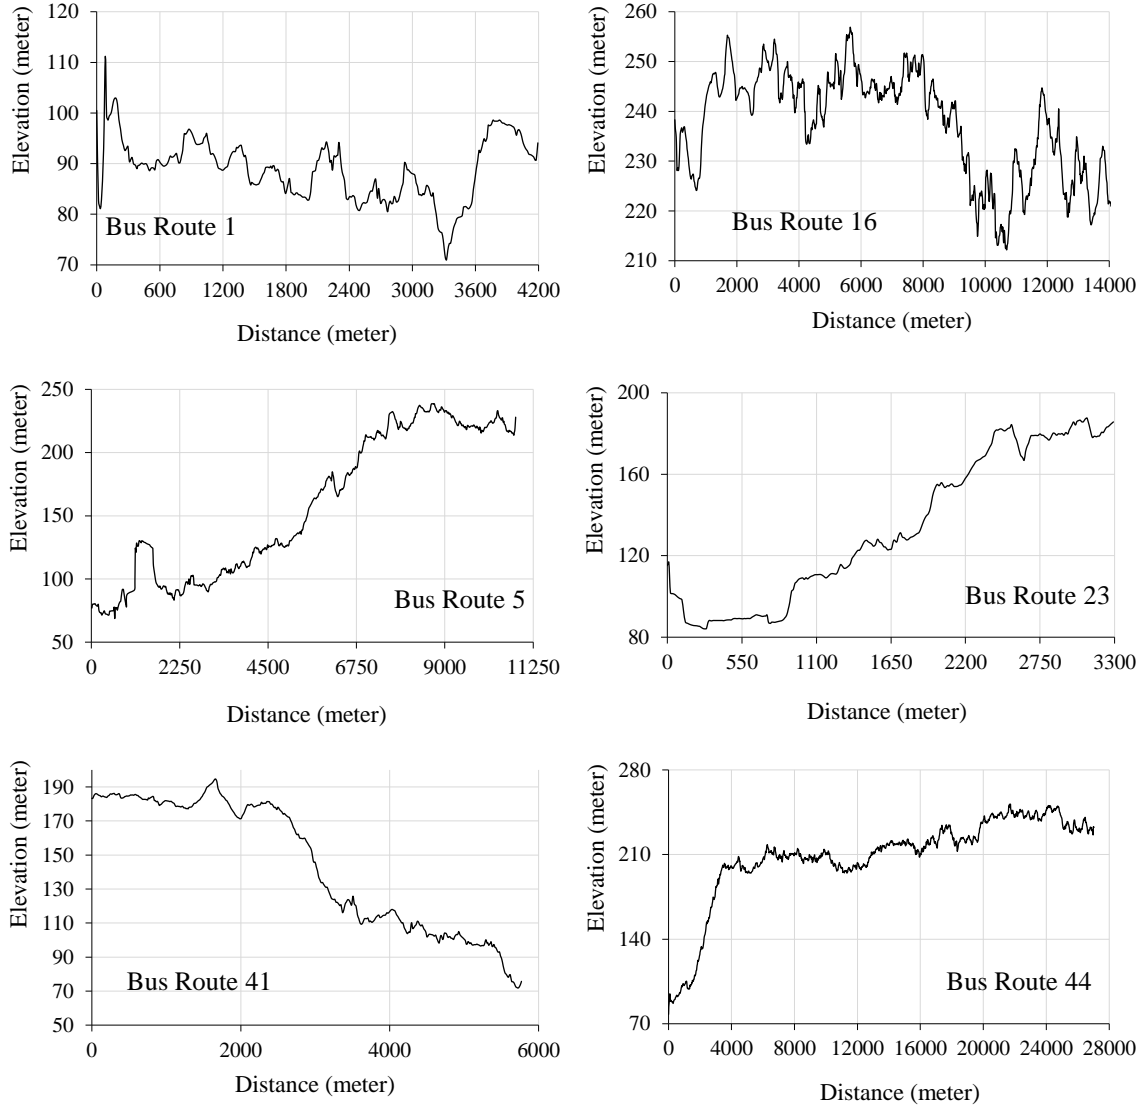 Elevation (meter)
120
110
100
90
80
70
Bus Route 1
0 600 1200 1800 2400 3000 3600 4200
Distance (meter)
Elevation (meter)
260
250
240
230
220
210
Bus Route 16
0 2000 4000 6000 8000 10000 12000 14000
Distance (meter)
Elevation (meter)
250
200
150
100
50
Bus Route 5
0 2250 4500 6750 9000 11250
Distance (meter)
Elevation (meter)
200
160
120
80
Bus Route 23
0 550 1100 1650 2200 2750 3300
Distance (meter)
Elevation (meter)
190
170
150
130
110
90
70
50
Bus Route 41
0 2000 4000 6000
Distance (meter)
Elevation (meter)
280
210
140
70
Bus Route 44
0 4000 8000 12000 16000 20000 24000 28000
Distance (meter)